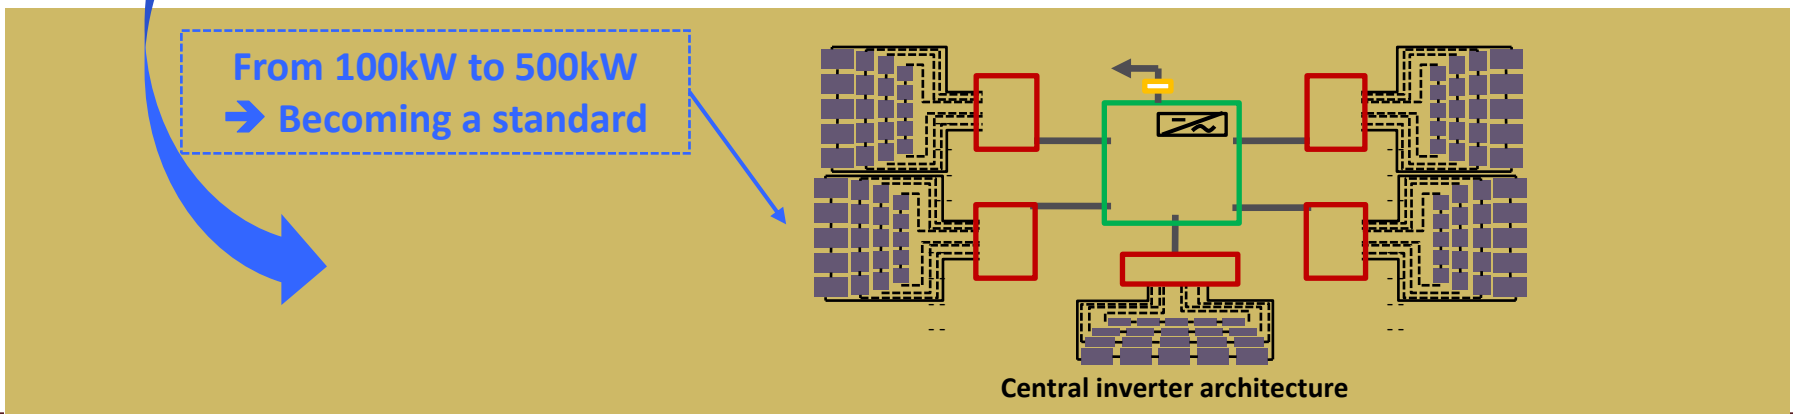 From 100kW to 500kW
➔ Becoming a standard
Central inverter architecture